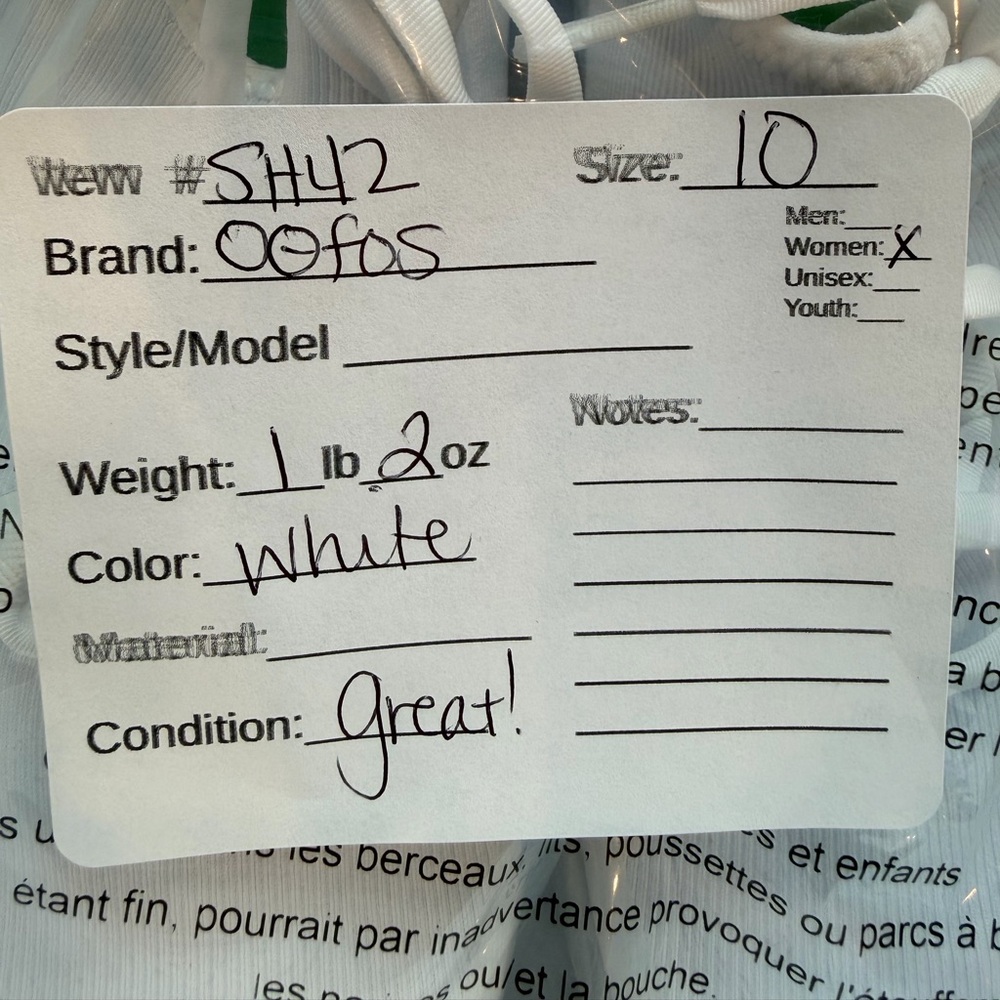 Item #SH42
Size: 10
Men:
Women: X
Unisex:
Youth:
Brand: OOfOS
Style/Model
Notes:
Weight: 1 lb 2 oz
Color: White
Material:
Condition: great!
les berceaux, lits, poussettes et enfants
étant fin, pourrait par inadvertance provoquer ou parcs à
ou/et la bouche.